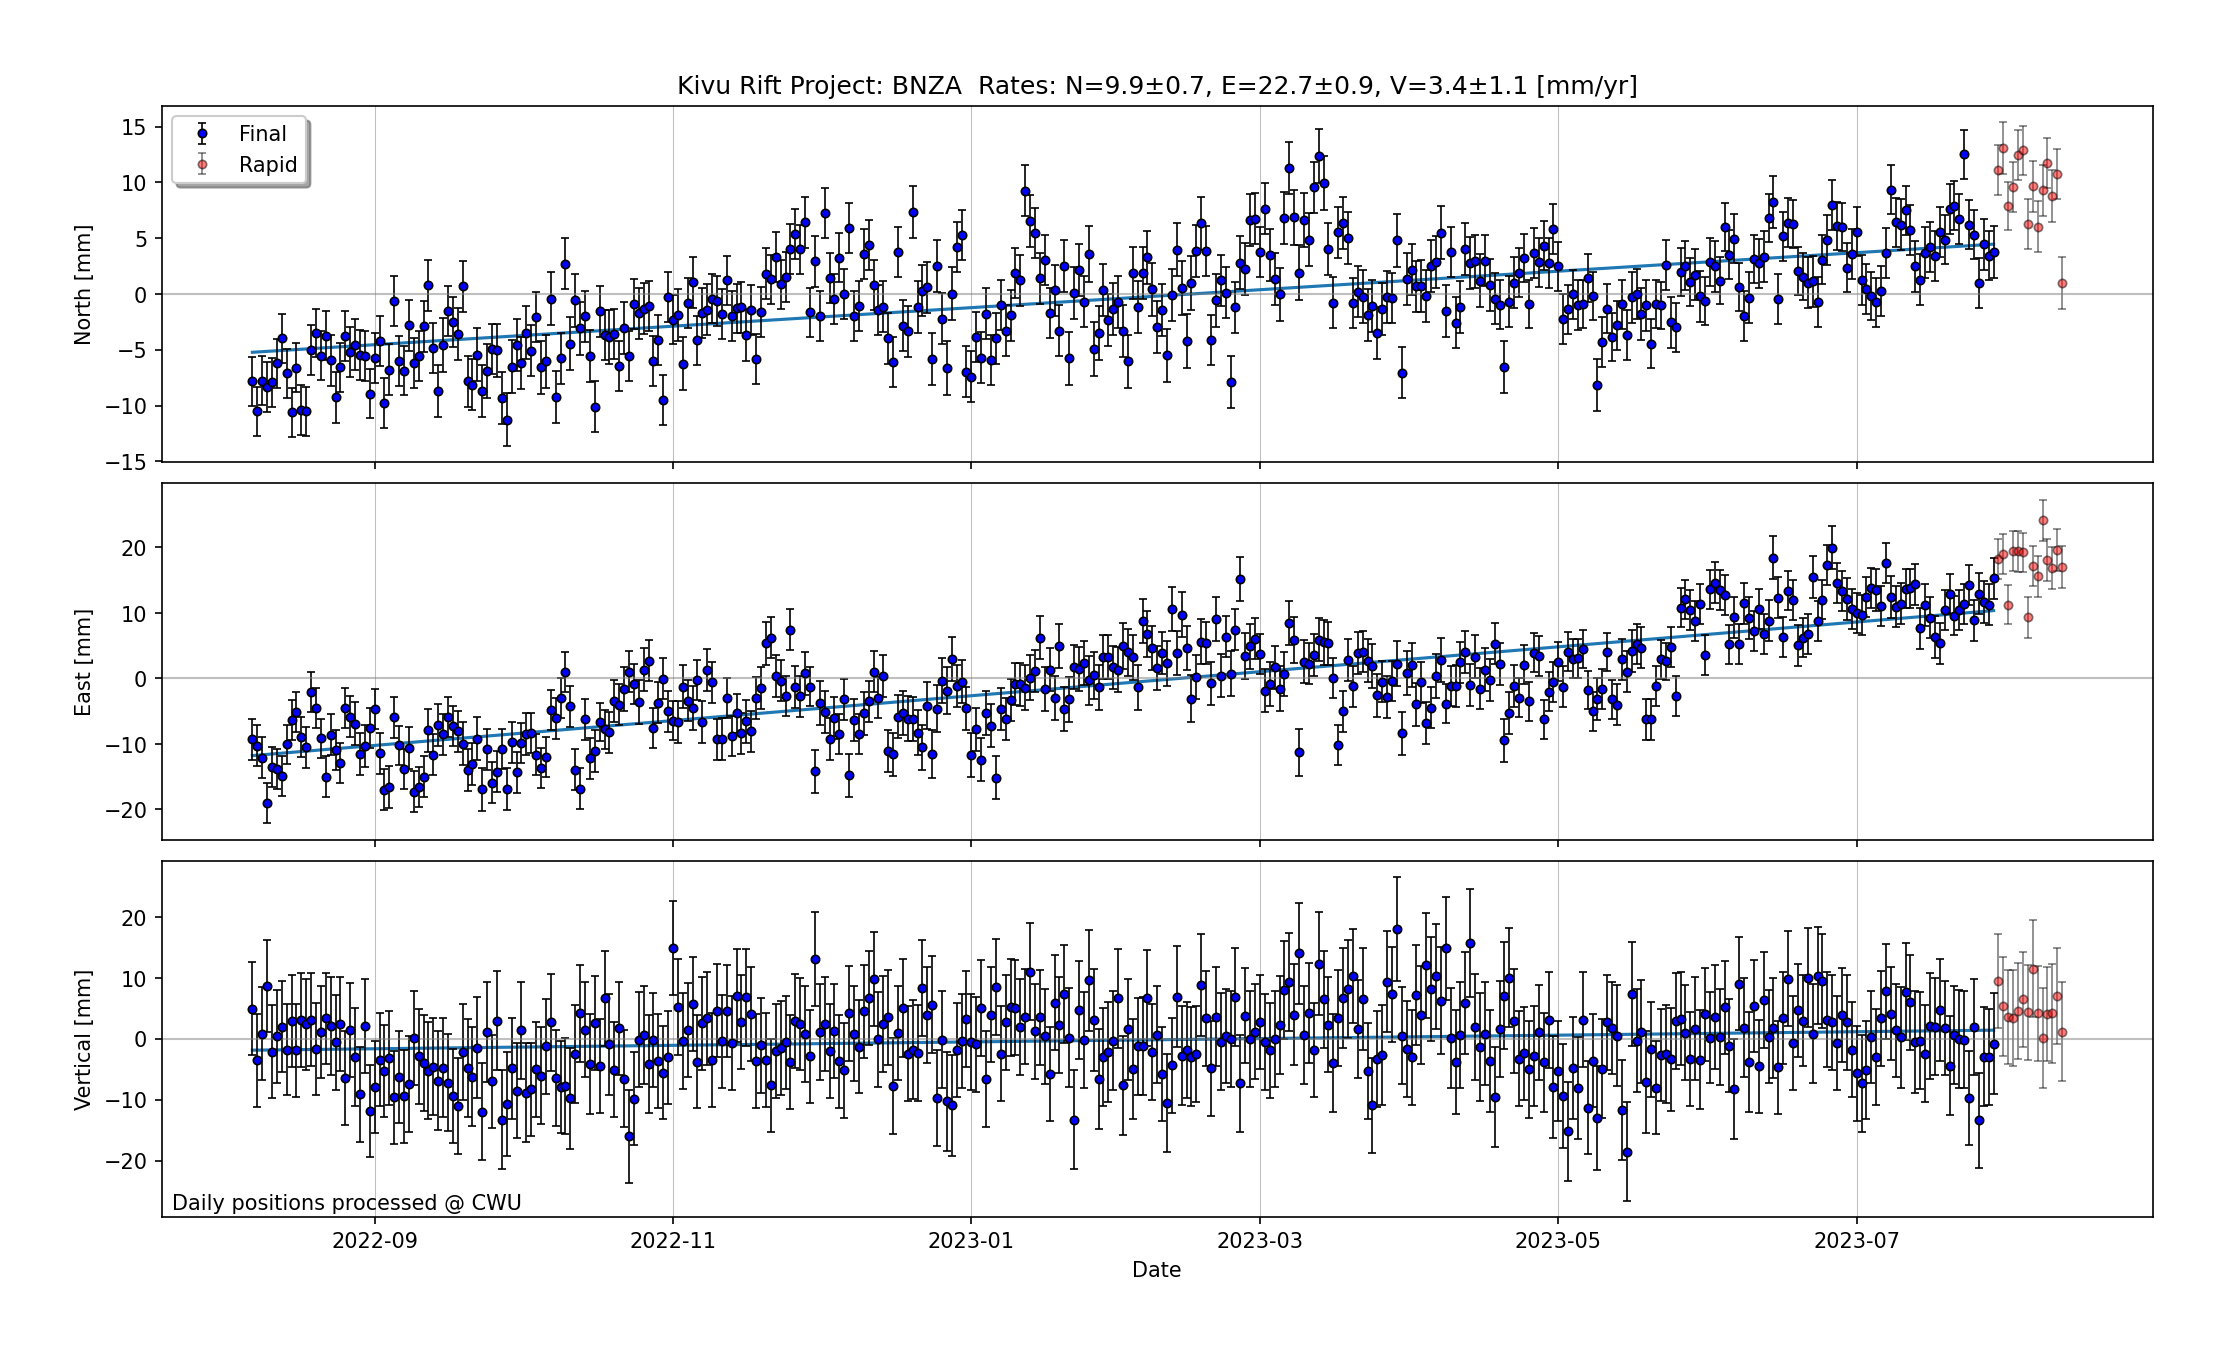 Kivu Rift Project: BNZA  Rates: N=9.9±0.7, E=22.7±0.9, V=3.4±1.1 [mm/yr]
Final
Rapid
North [mm]
15
10
5
0
−5
−10
−15
East [mm]
20
10
0
−10
−20
Vertical [mm]
20
10
0
−10
−20
Daily positions processed @ CWU
2022-09 2022-11 2023-01 2023-03 2023-05 2023-07
Date